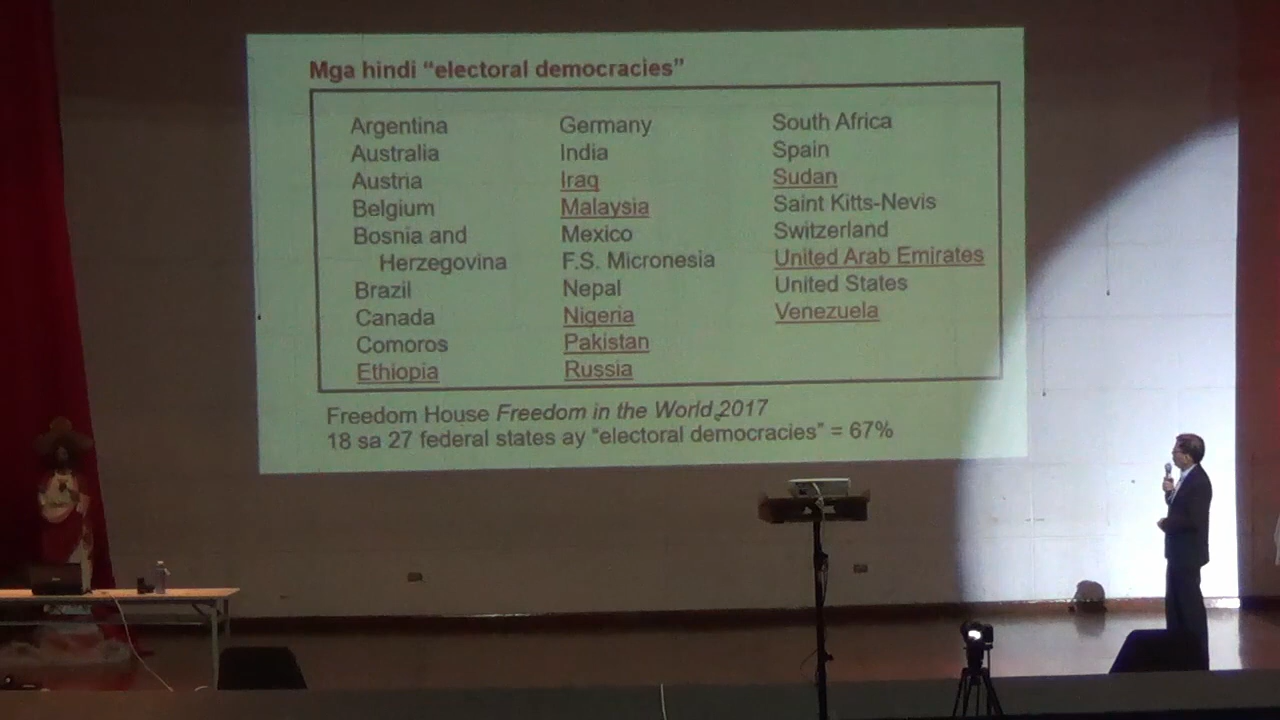 Mga hindi “electoral democracies”
Argentina
Australia
Austria
Belgium
Bosnia and
Herzegovina
Brazil
Canada
Comoros
Ethiopia
Germany
India
Iraq
Malaysia
Mexico
F.S. Micronesia
Nepal
Nigeria
Pakistan
Russia
South Africa
Spain
Sudan
Saint Kitts-Nevis
Switzerland
United Arab Emirates
United States
Venezuela
Freedom House Freedom in the World 2017
18 sa 27 federal states ay “electoral democracies” = 67%